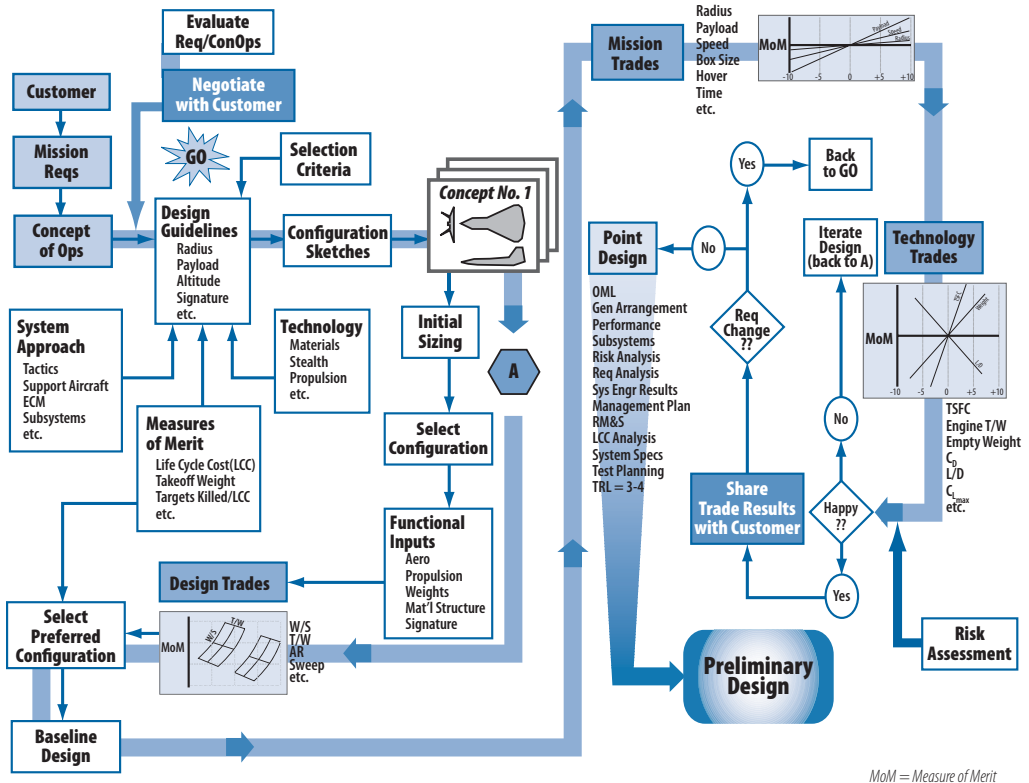 Evaluate
Req/ConOps
Negotiate
with Customer
Customer
Mission
Reqs
Concept
of Ops
GO
Selection
Criteria
Design
Guidelines
Radius
Payload
Altitude
Signature
etc.
Configuration
Sketches
Concept No. 1
System
Approach
Tactics
Support Aircraft
ECM
Subsystems
etc.
Technology
Materials
Stealth
Propulsion
etc.
Measures
of Merit
Life Cycle Cost(LCC)
Takeoff Weight
Targets Killed/LCC
etc.
Initial
Sizing
A
Select
Configuration
Functional
Inputs
Aero
Propulsion
Weights
Mat'l Structure
Signature
Design Trades
MoM
W/S
T/W
W/S
T/W
AR
Sweep
etc.
Select
Preferred
Configuration
Baseline
Design
Mission
Trades
Radius
Payload
Speed
Box Size
Hover
Time
etc.
MoM
Payload
Speed
Radius
-10 -5 0 +5 +10
Technology
Trades
MoM
TSFC
Weight
L/D
-10 -5 0 +5 +10
TSFC
Engine T/W
Empty Weight
CD
L/D
CLmax
etc.
Risk
Assessment
Happy
??
No
Iterate
Design
(back to A)
Yes
Share
Trade Results
with Customer
Req
Change
??
Yes
Back
to GO
No
Point
Design
OML
Gen Arrangement
Performance
Subsystems
Risk Analysis
Req Analysis
Sys Engr Results
Management Plan
RM&S
LCC Analysis
System Specs
Test Planning
TRL = 3-4
Preliminary
Design
MoM = Measure of Merit